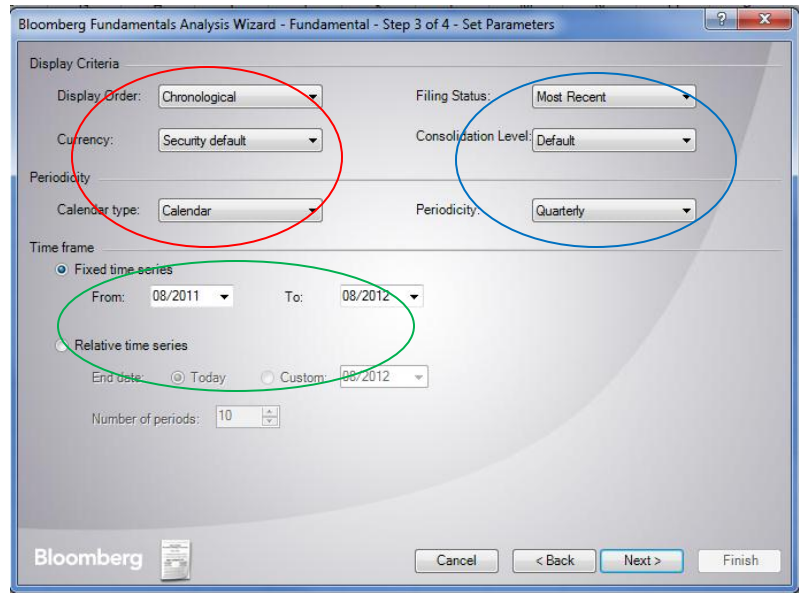 Bloomberg Fundamentals Analysis Wizard - Fundamental - Step 3 of 4 - Set Parameters
Display Criteria
Display Order: Chronological Filing Status: Most Recent
Currency: Security default Consolidation Level: Default
Periodicity
Calendar type: Calendar Periodicity: Quarterly
Time frame
Fixed time series
From: 08/2011 To: 08/2012
Relative time series
End date: Today Custom: 08/2012
Number of periods: 10
Bloomberg Cancel < Back Next > Finish